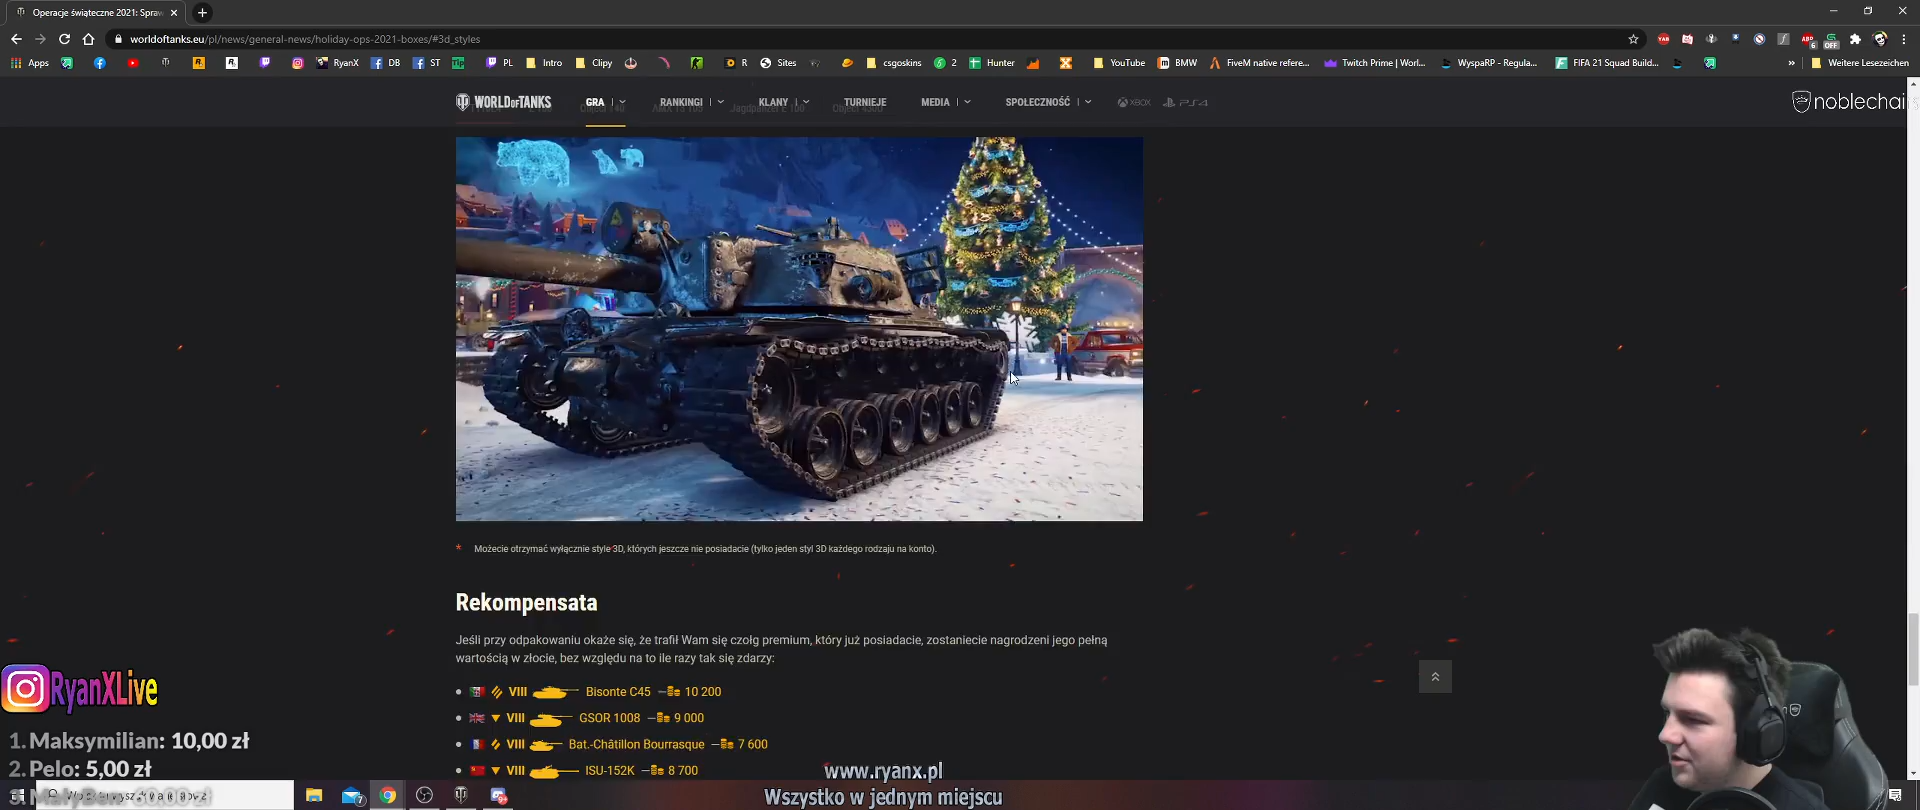 Operacje świąteczne 2021: Spraw
worldoftanks.eu/pl/news/general-news/holiday-ops-2021-boxes/#3d_styles
Apps RyanX DB ST PL Intro Clipy R Sites csgoskins 2 Hunter YouTube BMW FiveM native refere... Twitch Prime | Worl... WyspaRP - Regula... FIFA 21 Squad Buil... » Weitere Lesezeichen
WORLD OF TANKS GRA RANKINGI KLANY TURNIEJE MEDIA SPOŁECZNOŚĆ XBOX PS4
noblechairs
* Możecie otrzymać wyłącznie style 3D, których jeszcze nie posiadacie (tylko jeden styl 3D każdego rodzaju na konto).
Rekompensata
Jeśli przy odpakowaniu okaże się, że trafił Wam się czołg premium, który już posiadacie, zostaniecie nagrodzeni jego pełną
wartością w złocie, bez względu na to ile razy tak się zdarzy:
VIII Bisonte C45 — 10 200
VIII GSOR 1008 — 9 000
VIII Bat.-Châtillon Bourrasque — 7 600
VIII ISU-152K — 8 700
RyanXLive
1. Maksymilian: 10,00 zł
2. Pelo: 5,00 zł
www.ryanx.pl
Wszystko w jednym miejscu